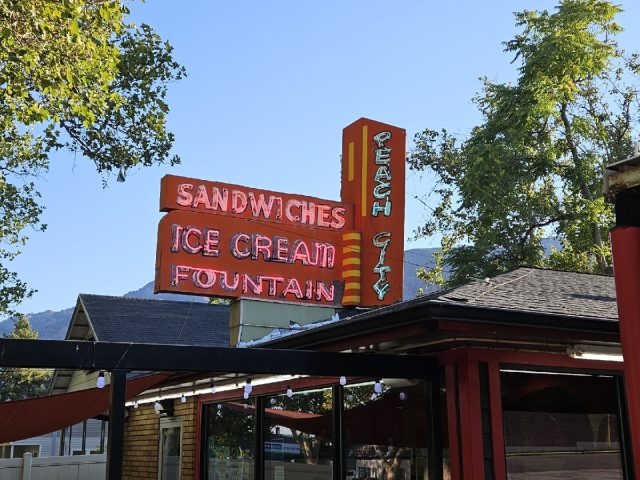 SANDWICHES
ICE CREAM
FOUNTAIN
PEACH CITY